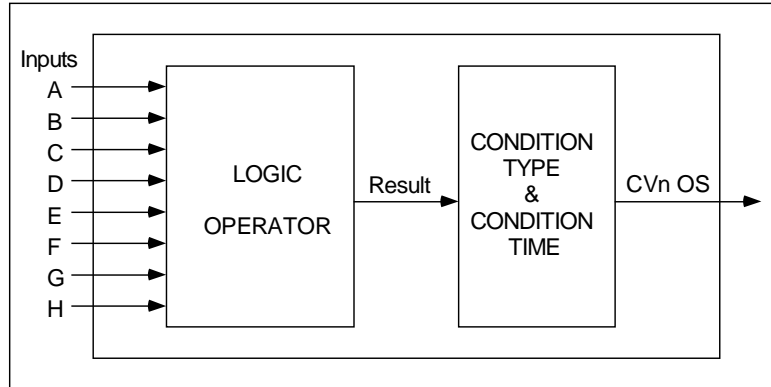 Inputs
A
B
C
D
E
F
G
H
LOGIC
OPERATOR
Result
CONDITION
TYPE
&
CONDITION
TIME
CVn OS